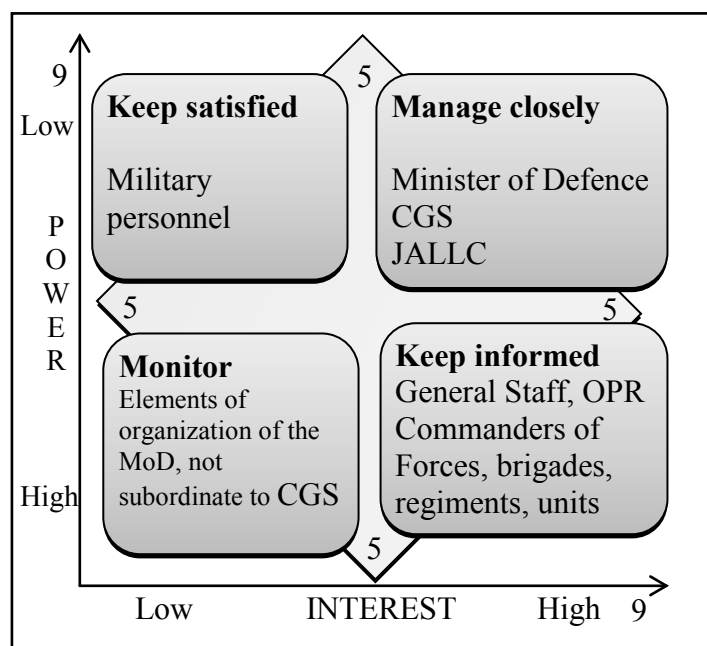 9
Low
P
O
W
E
R
High
5
Keep satisfied
Military
personnel
Manage closely
Minister of Defence
CGS
JALLC
5
5
Monitor
Elements of
organization of the
MoD, not
subordinate to CGS
Keep informed
General Staff, OPR
Commanders of
Forces, brigades,
regiments, units
5
Low INTEREST High 9